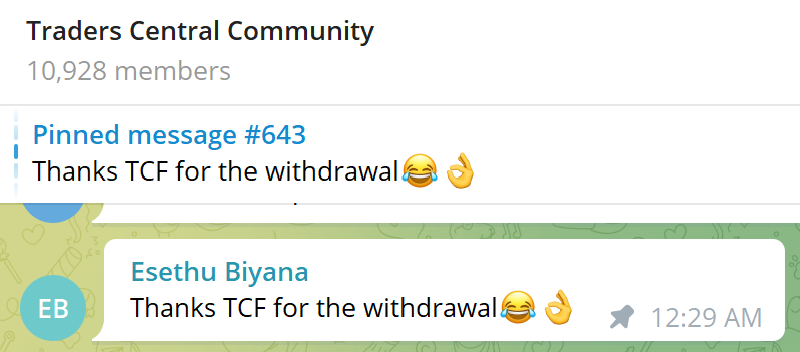 Traders Central Community
10,928 members
Pinned message #643
Thanks TCF for the withdrawal😂👌
Esethu Biyana
EB
Thanks TCF for the withdrawal😂👌
12:29 AM